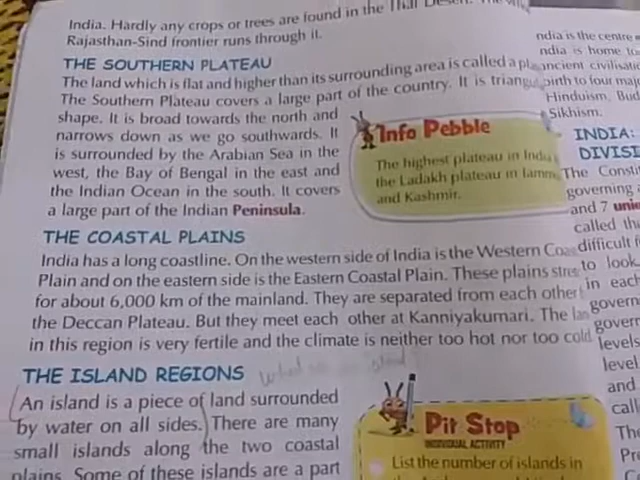 India. Hardly any crops or trees are found in the Thar
Rajasthan-Sind frontier runs through it.
THE SOUTHERN PLATEAU
The land which is flat and higher than its surrounding area is called a
The Southern Plateau covers a large part of the country. It is
shape. It is broad towards the north and
narrows down as we go southwards. It
is surrounded by the Arabian Sea in the
west, the Bay of Bengal in the east and
the Indian Ocean in the south. It covers
a large part of the Indian Peninsula.
Info Pebble
The highest plateau in
the Ladakh plateau in
and Kashmir.
THE COASTAL PLAINS
India has a long coastline. On the western side of India is the Western
Plain and on the eastern side is the Eastern Coastal Plain. These plains
for about 6,000 km of the mainland. They are separated from each other
the Deccan Plateau. But they meet each other at Kanniyakumari. The
in this region is very fertile and the climate is neither too hot nor too cold
THE ISLAND REGIONS
An island is a piece of land surrounded
by water on all sides. There are many
small islands along the two coastal
plains. Some of these islands are a part
Pit Stop
INDIVIDUAL ACTIVITY
List the number of islands in
ndia is the centre
ndia is home to
ancient
birth to four
Hinduism,
Sikhism.
INDIA:
The
governing
and 7
called
difficult
to look
in each
levels
level
and
The